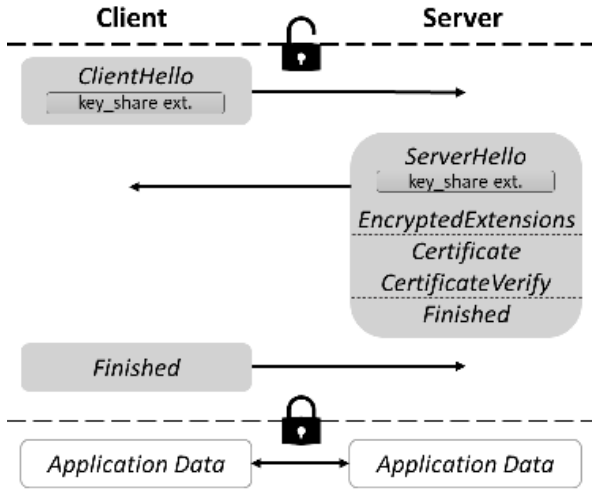 Client Server
ClientHello
key_share ext.
ServerHello
key_share ext.
EncryptedExtensions
Certificate
CertificateVerify
Finished
Finished
Application Data Application Data